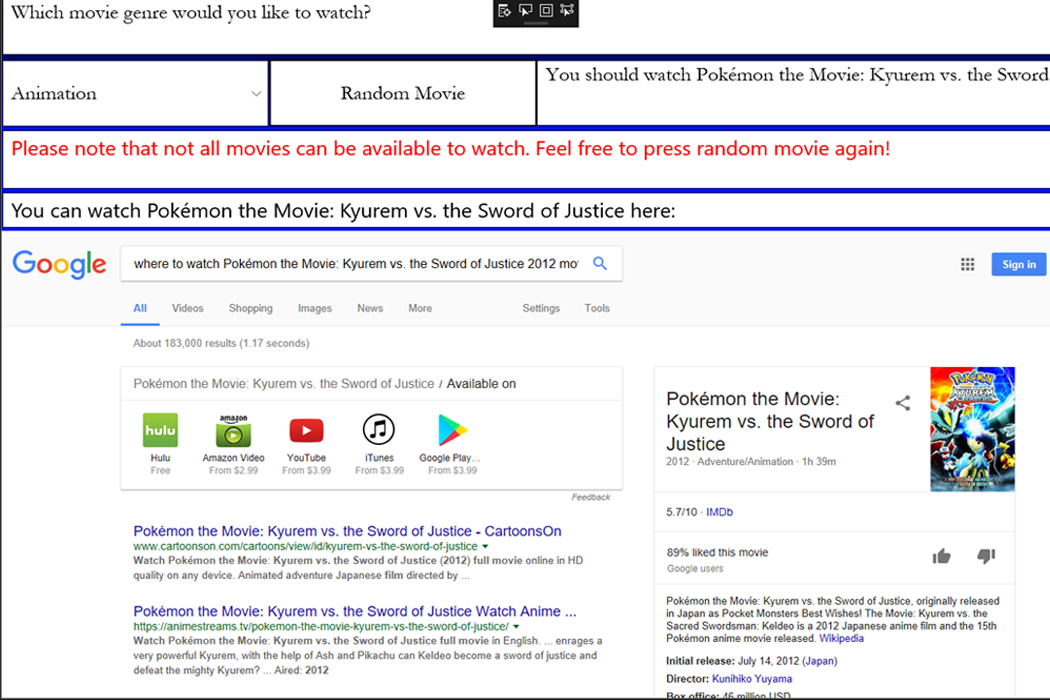 Which movie genre would you like to watch?
Animation
Random Movie
You should watch Pokémon the Movie: Kyurem vs. the Sword
Please note that not all movies can be available to watch. Feel free to press random movie again!
You can watch Pokémon the Movie: Kyurem vs. the Sword of Justice here:
Google
where to watch Pokémon the Movie: Kyurem vs. the Sword of Justice 2012 mo
Sign in
All Videos Shopping Images News More Settings Tools
About 183,000 results (1.17 seconds)
Pokémon the Movie: Kyurem vs. the Sword of Justice / Available on
hulu
amazon
Hulu
Free
Amazon Video
From $2.99
YouTube
From $3.99
iTunes
From $3.99
Google Play...
From $3.99
Feedback
Pokémon the Movie: Kyurem vs. the Sword of Justice - CartoonsOn
www.cartoonson.com/cartoons/view/id/kyurem-vs-the-sword-of-justice
Watch Pokémon the Movie: Kyurem vs. the Sword of Justice (2012) full movie online in HD
quality on any device. Animated adventure Japanese film directed by ...
Pokémon the Movie: Kyurem vs. the Sword of Justice Watch Anime ...
https://animestreams.tv/pokemon-the-movie-kyurem-vs-the-sword-of-justice/
Watch Pokémon the Movie: Kyurem vs. the Sword of Justice full movie in English. ... enrages a
very powerful Kyurem, with the help of Ash and Pikachu can Keldeo become a sword of justice and
defeat the mighty Kyurem? ... Aired: 2012
Pokémon the Movie:
Kyurem vs. the Sword of
Justice
2012 · Adventure/Animation · 1h 39m
Pokémon
KYUREM
5.7/10 · IMDb
89% liked this movie
Google users
Pokémon the Movie: Kyurem vs. the Sword of Justice, originally released
in Japan as Pocket Monsters Best Wishes! The Movie: Kyurem vs. the
Sacred Swordsman: Keldeo is a 2012 Japanese anime film and the 15th
Pokémon anime movie released. Wikipedia
Initial release: July 14, 2012 (Japan)
Director: Kunihiko Yuyama
Box office: 46 million USD